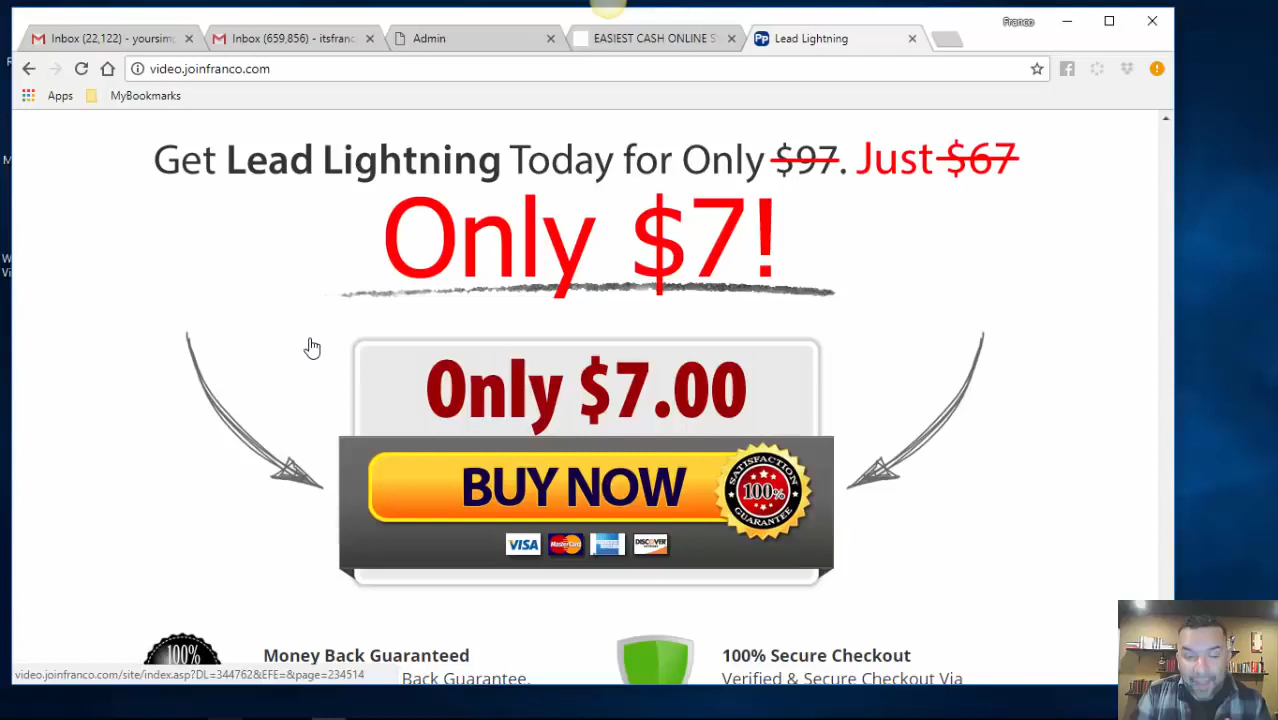 Franco
Inbox (22,122) - yoursim
Inbox (659,856) - itsfran
Admin
EASIEST CASH ONLINE S
Pp Lead Lightning
video.joinfranco.com
Apps
MyBookmarks
Get Lead Lightning Today for Only $97. Just $67
Only $7!
Only $7.00
BUY NOW
SATISFACTION
100%
GUARANTEE
VISA MasterCard DISCOVER
100%
Money Back Guaranteed
100% Secure Checkout
Back Guarantee.
Verified & Secure Checkout Via
video.joinfranco.com/site/index.asp?DL=344762&EFE=&page=234514